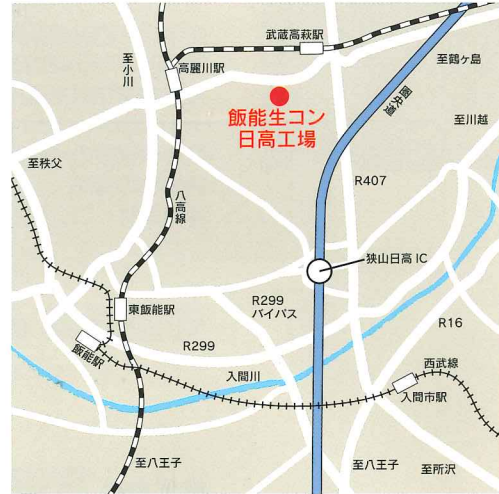 武蔵高萩駅
至小川
高麗川駅
至鶴ヶ島
圏央道
飯能生コン
日高工場
至川越
至秩父
R407
八高線
狭山日高 IC
東飯能駅
R299
バイパス
飯能駅
R299
R16
入間川
西武線
入間市駅
至八王子
至八王子
至所沢